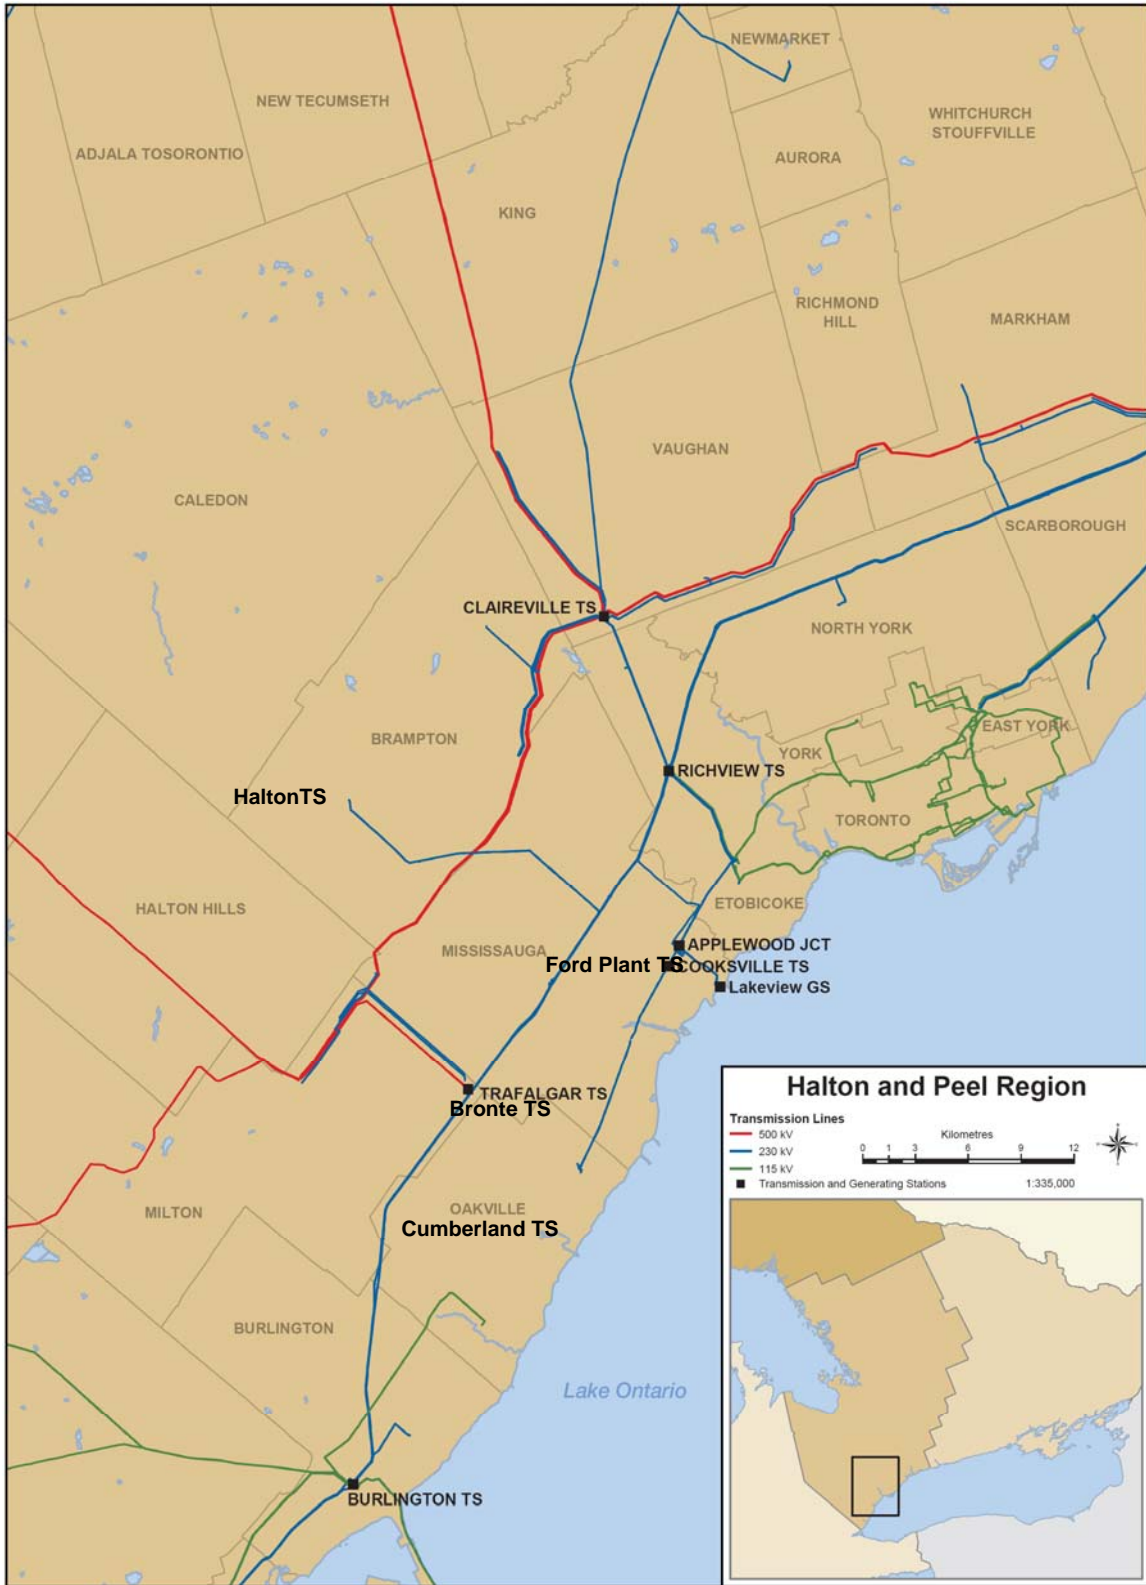 NEWMARKET
NEW TECUMSETH
WHITCHURCH
STOUFFVILLE
ADJALA TOSORONTIO
AURORA
KING
RICHMOND
HILL
MARKHAM
VAUGHAN
CALEDON
SCARBOROUGH
CLAIREVILLE TS
NORTH YORK
BRAMPTON
EAST YORK
YORK
RICHVIEW TS
HaltonTS
TORONTO
HALTON HILLS
ETOBICOKE
MISSISSAUGA
APPLEWOOD JCT
Ford Plant TS
COOKSVILLE TS
Lakeview GS
TRAFALGAR TS
Bronte TS
MILTON
OAKVILLE
Cumberland TS
BURLINGTON
Lake Ontario
BURLINGTON TS
Halton and Peel Region
Transmission Lines
500 kV
230 kV
115 kV
Transmission and Generating Stations
Kilometres
0 1 3 6 9 12
1:335,000